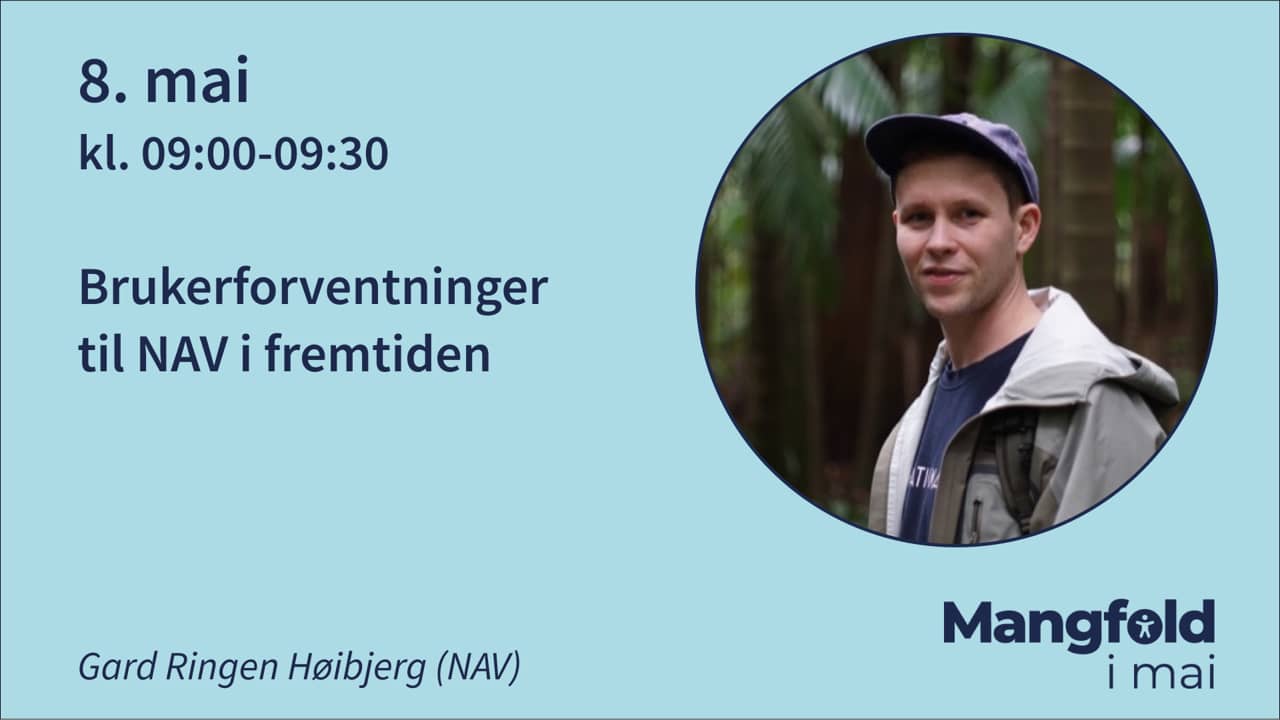 8. mai
kl. 09:00-09:30
Brukerforventninger
til NAV i fremtiden
Gard Ringen Høibjerg (NAV)
Mangfold
i mai